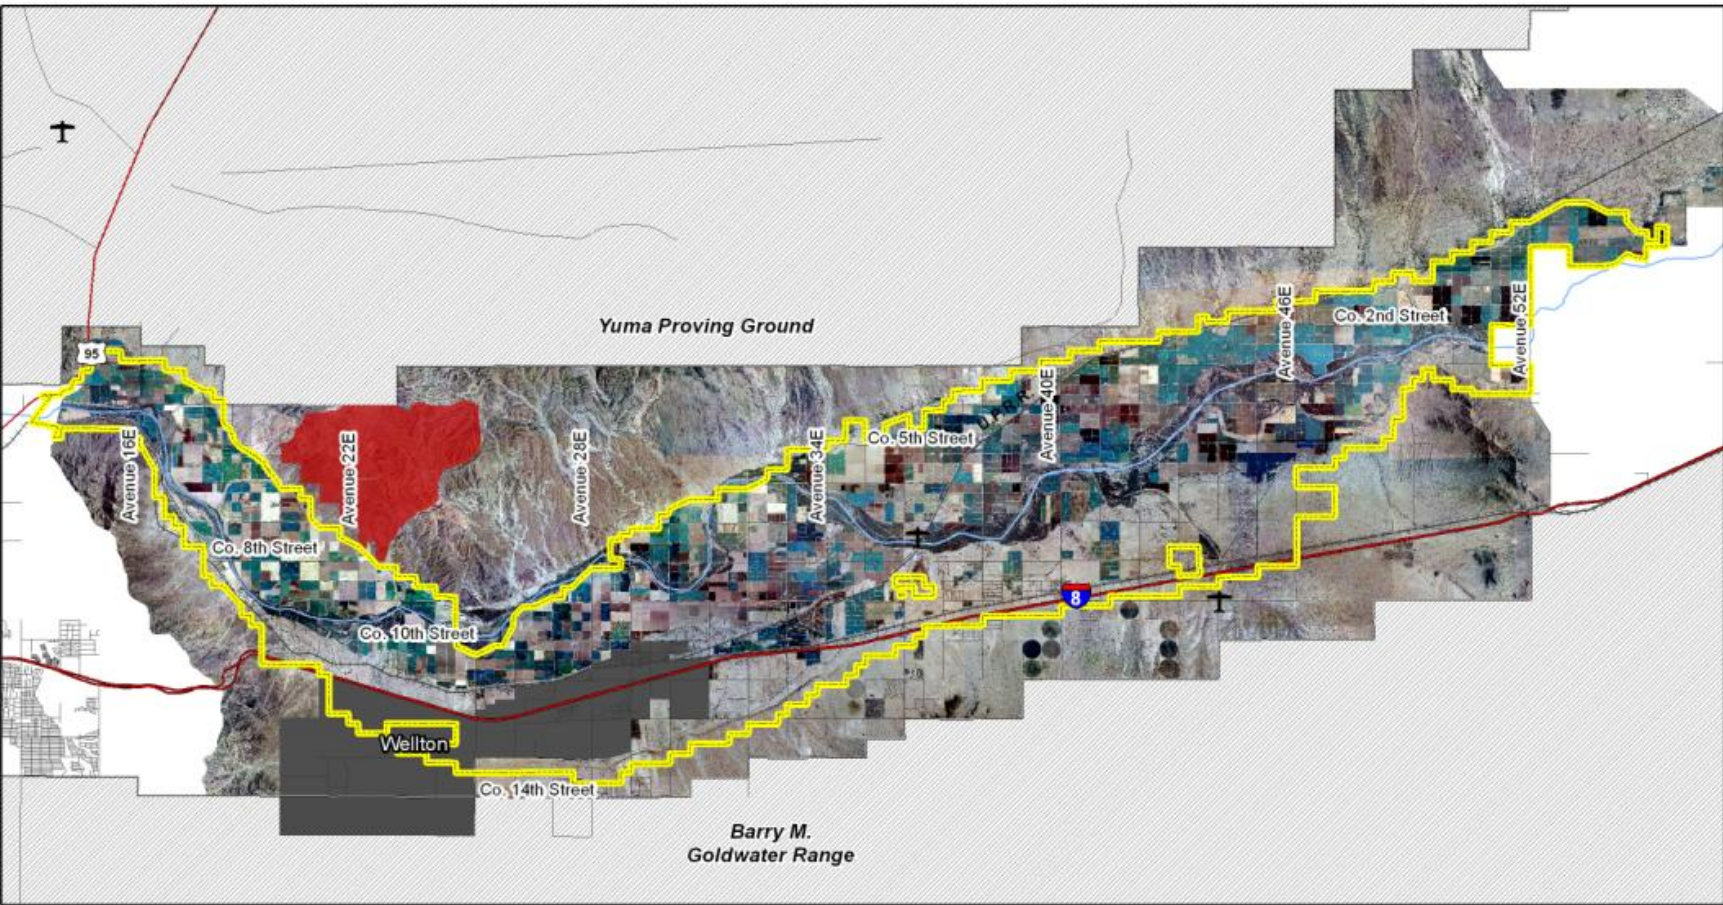 Yuma Proving Ground
95
Avenue 16E
Avenue 22E
Avenue 28E
Avenue 34E
Avenue 40E
Avenue 46E
Avenue 52E
Co. 2nd Street
Co. 5th Street
U.P.R.R.
Co. 8th Street
Co. 10th Street
8
Wellton
Co. 14th Street
Barry M.
Goldwater Range